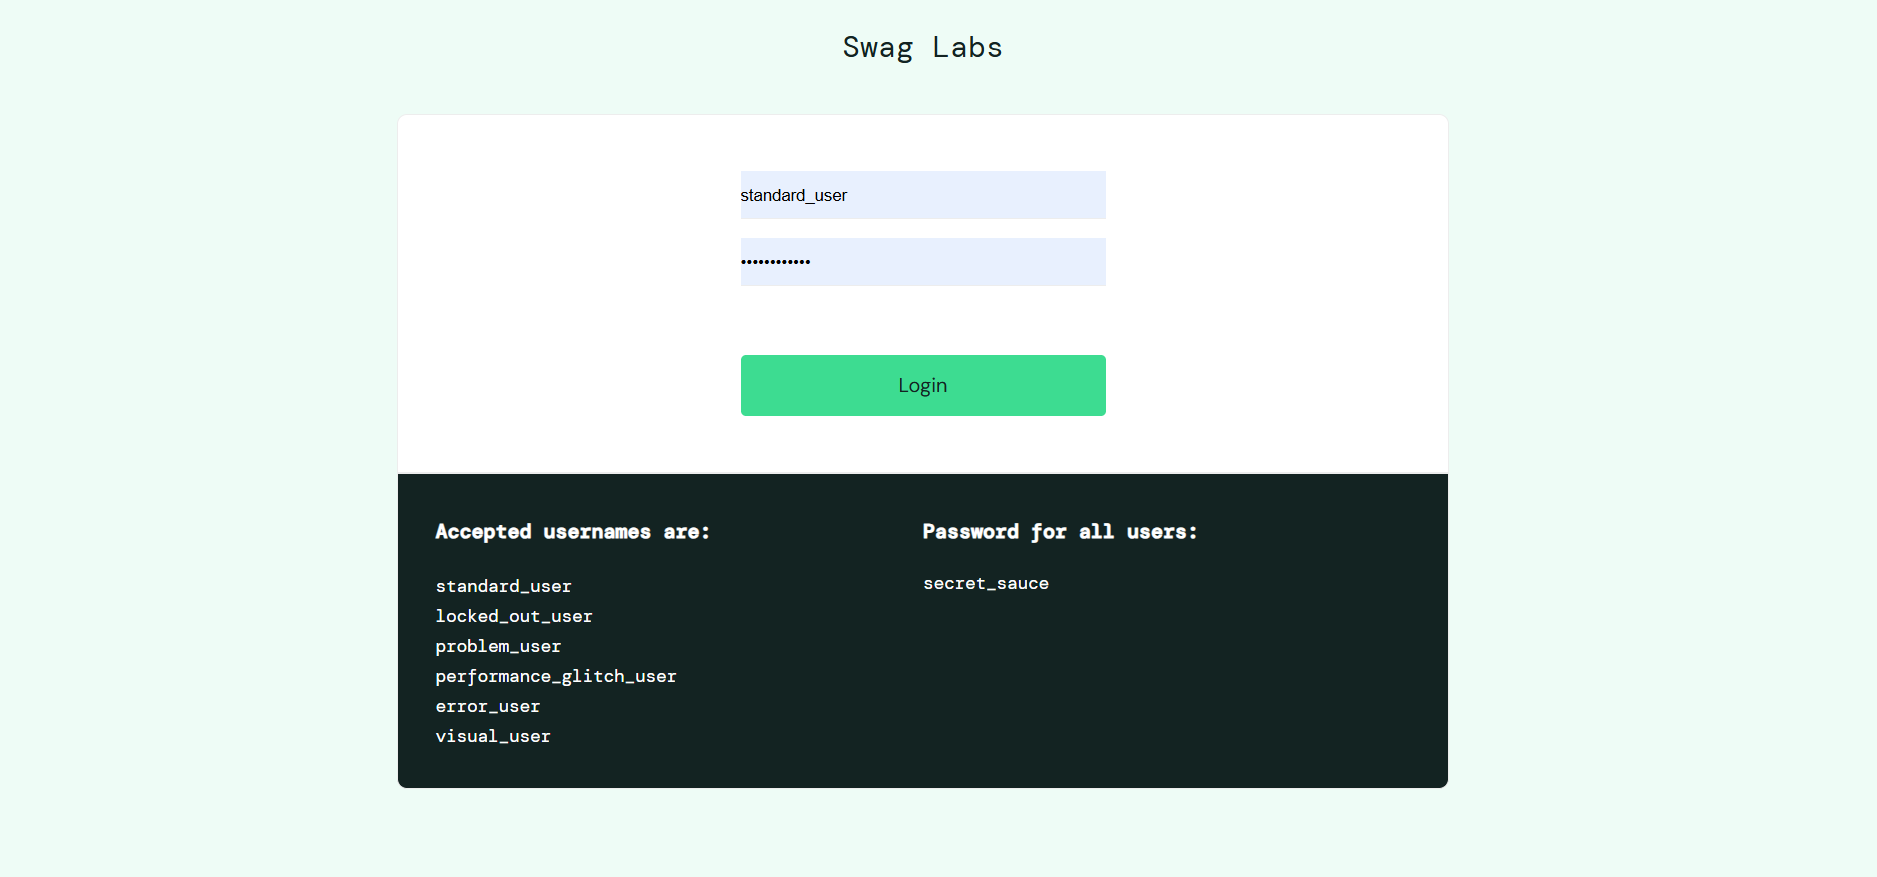 Swag Labs
standard_user
••••••••••••
Login
Accepted usernames are:
standard_user
locked_out_user
problem_user
performance_glitch_user
error_user
visual_user
Password for all users:
secret_sauce